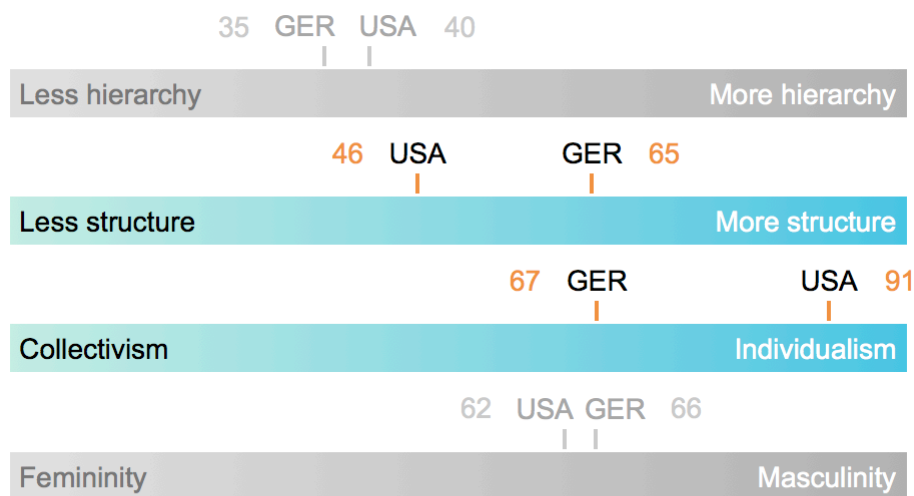 35 GER USA 40
Less hierarchy More hierarchy
46 USA GER 65
Less structure More structure
67 GER USA 91
Collectivism Individualism
62 USA GER 66
Femininity Masculinity